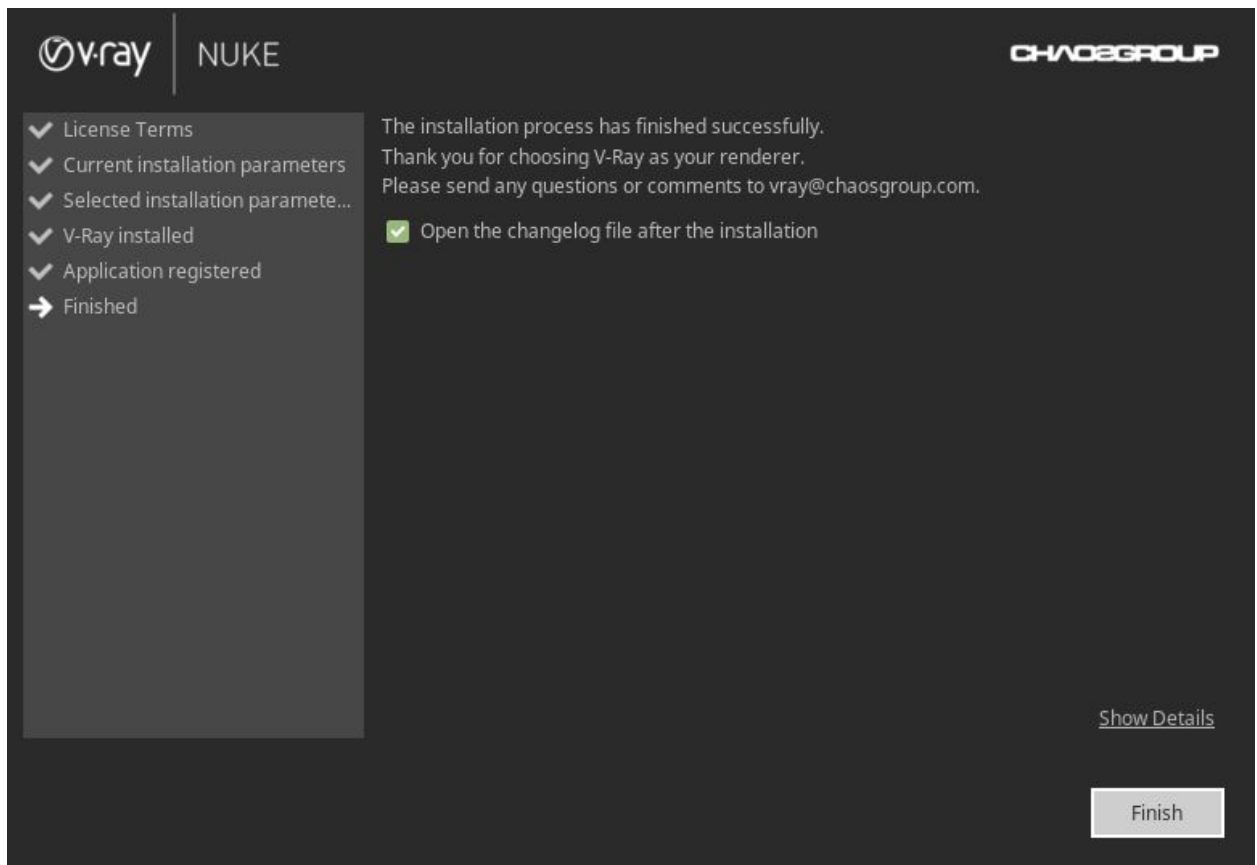 v·ray
NUKE
CHAOSGROUP
License Terms
Current installation parameters
Selected installation paramete...
V-Ray installed
Application registered
Finished
The installation process has finished successfully.
Thank you for choosing V-Ray as your renderer.
Please send any questions or comments to vray@chaosgroup.com.
Open the changelog file after the installation
Show Details
Finish